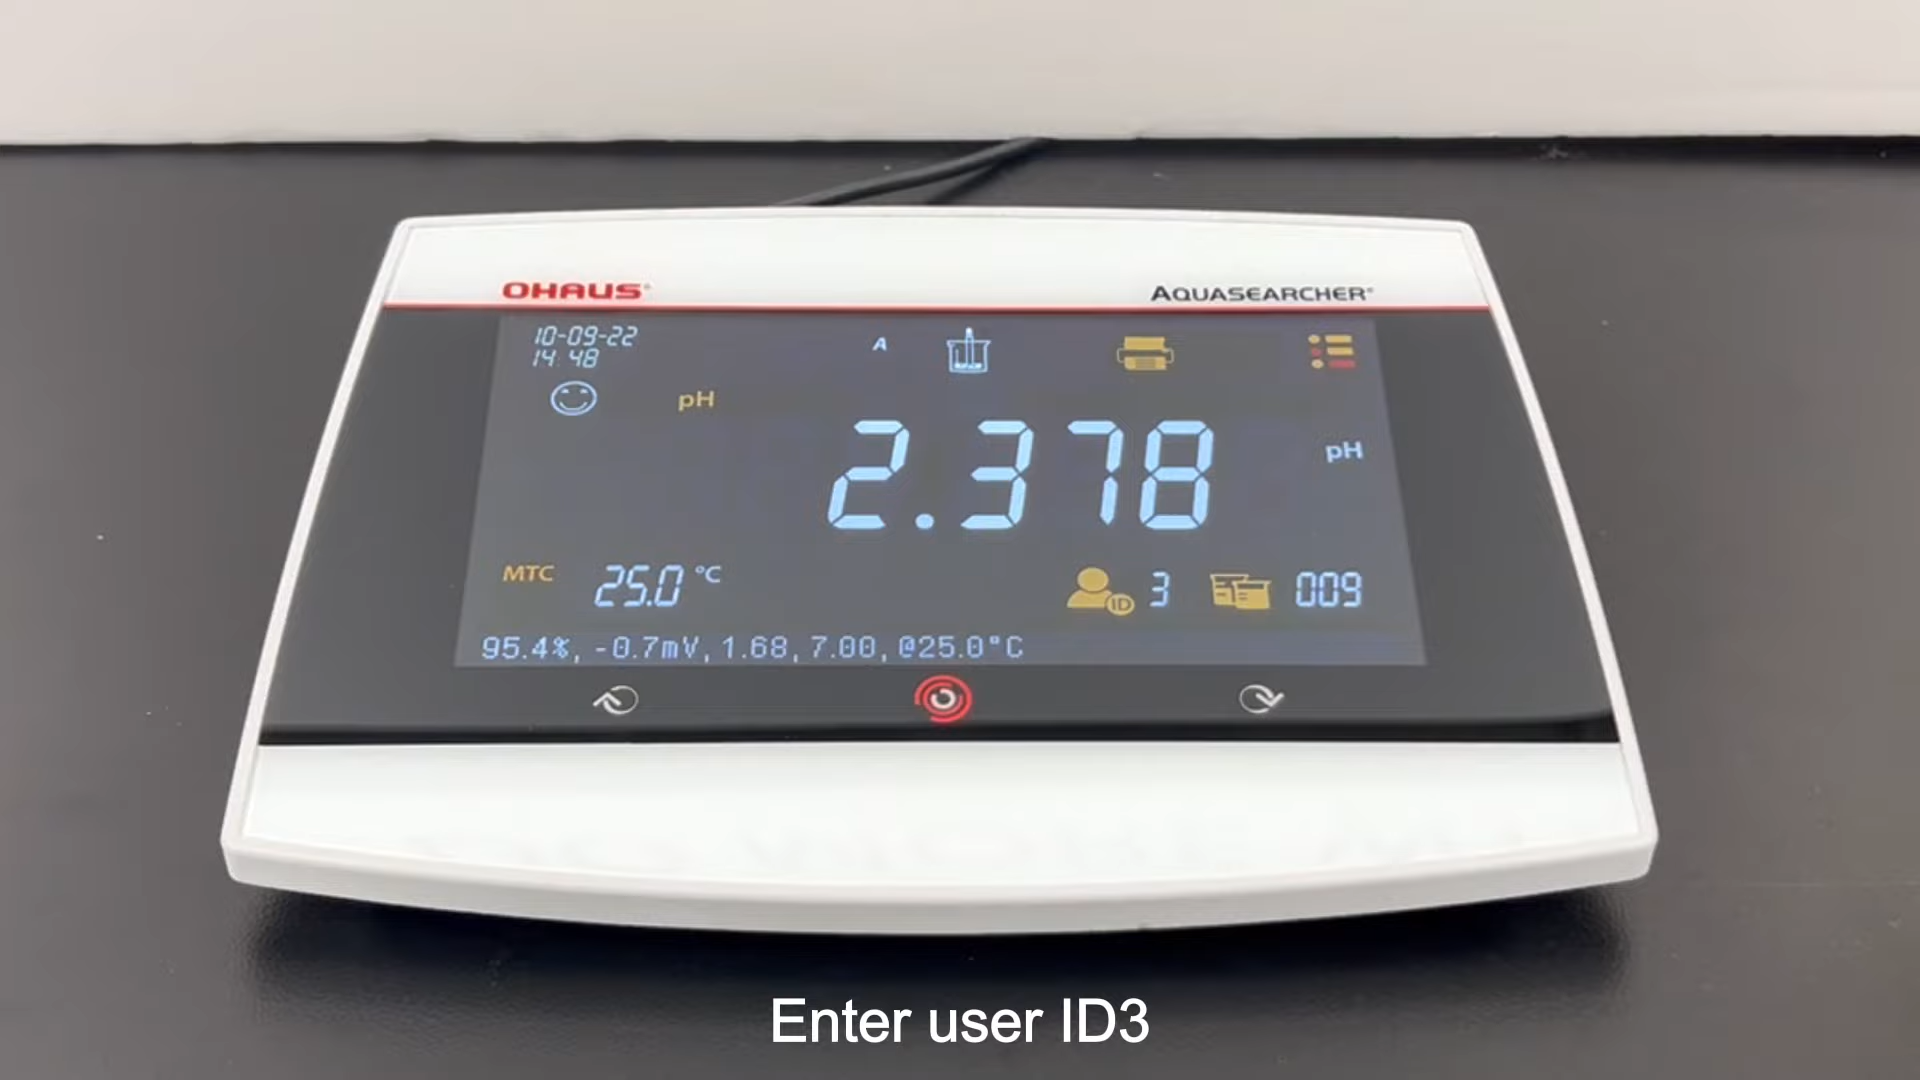 OHAUS®
AQUASEARCHER®
10-09-22
14:48
A
pH
2.378
pH
MTC 25.0 °C
ID 3
009
95.4%, -0.7mV, 1.68, 7.00, @25.0°C
Enter user ID3